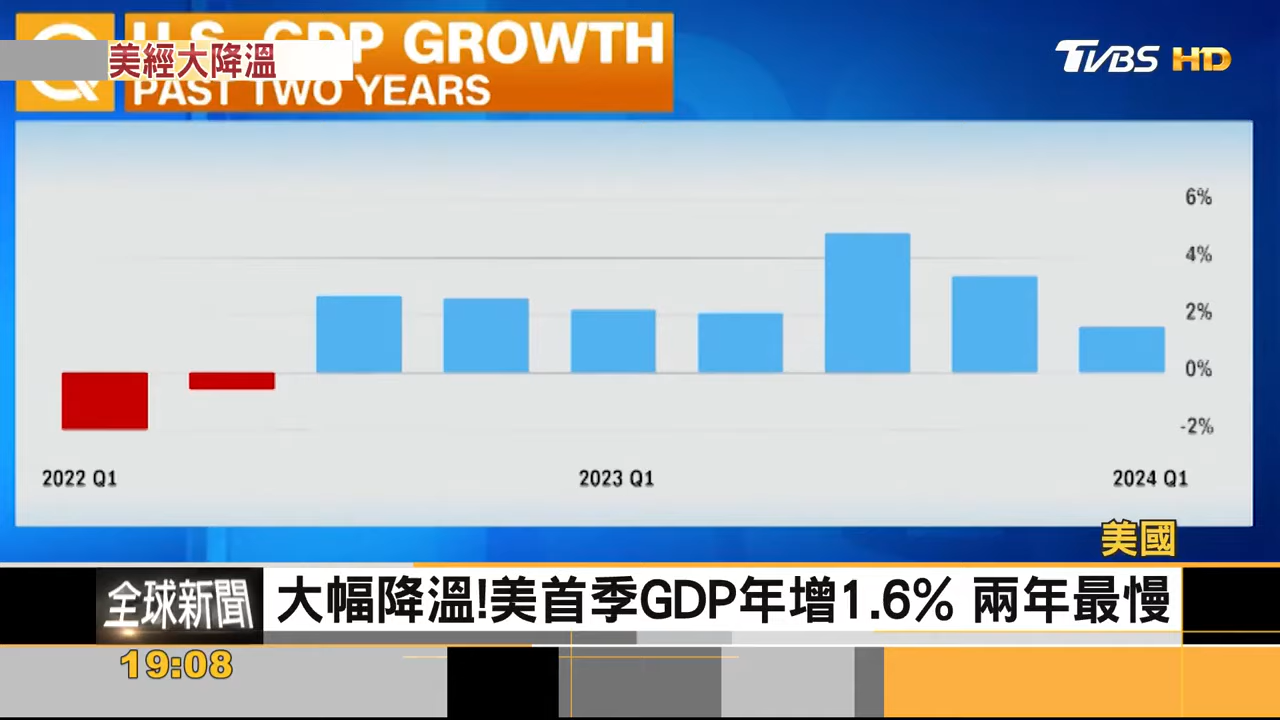 U.S. GDP GROWTH
美經大降溫
PAST TWO YEARS
TVBS HD
6%
4%
2%
0%
-2%
2022 Q1
2023 Q1
2024 Q1
美國
全球新聞
大幅降溫!美首季GDP年增1.6% 兩年最慢
19:08